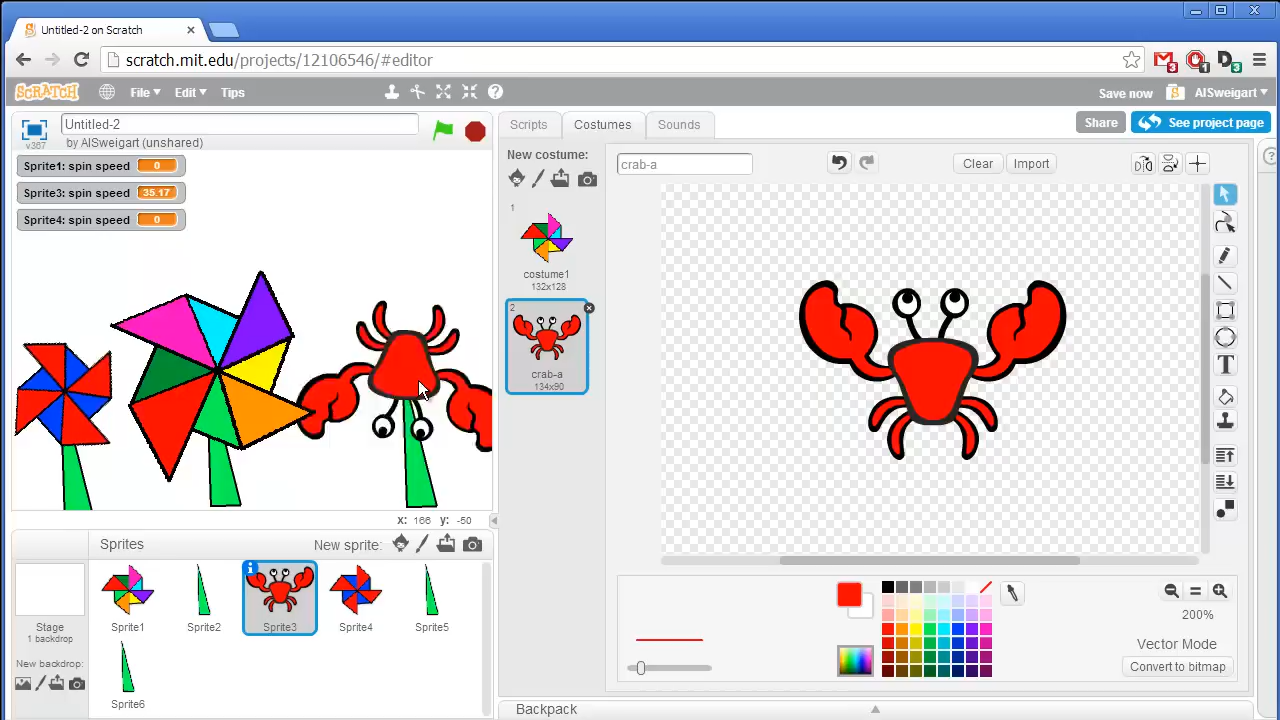 Untitled-2 on Scratch
scratch.mit.edu/projects/12106546/#editor
3
1
3
SCRATCH
File
Edit
Tips
Save now
AlSweigart
Untitled-2
by AlSweigart (unshared)
v387
Scripts
Costumes
Sounds
Share
See project page
Sprite1: spin speed 0
Sprite3: spin speed 35.17
Sprite4: spin speed 0
New costume:
crab-a
Clear
Import
1
costume1
132x128
2
crab-a
134x90
T
x: 166 y: -50
Sprites
New sprite:
Stage
1 backdrop
New backdrop:
Sprite1
Sprite2
Sprite3
Sprite4
Sprite5
Sprite6
200%
Vector Mode
Convert to bitmap
Backpack